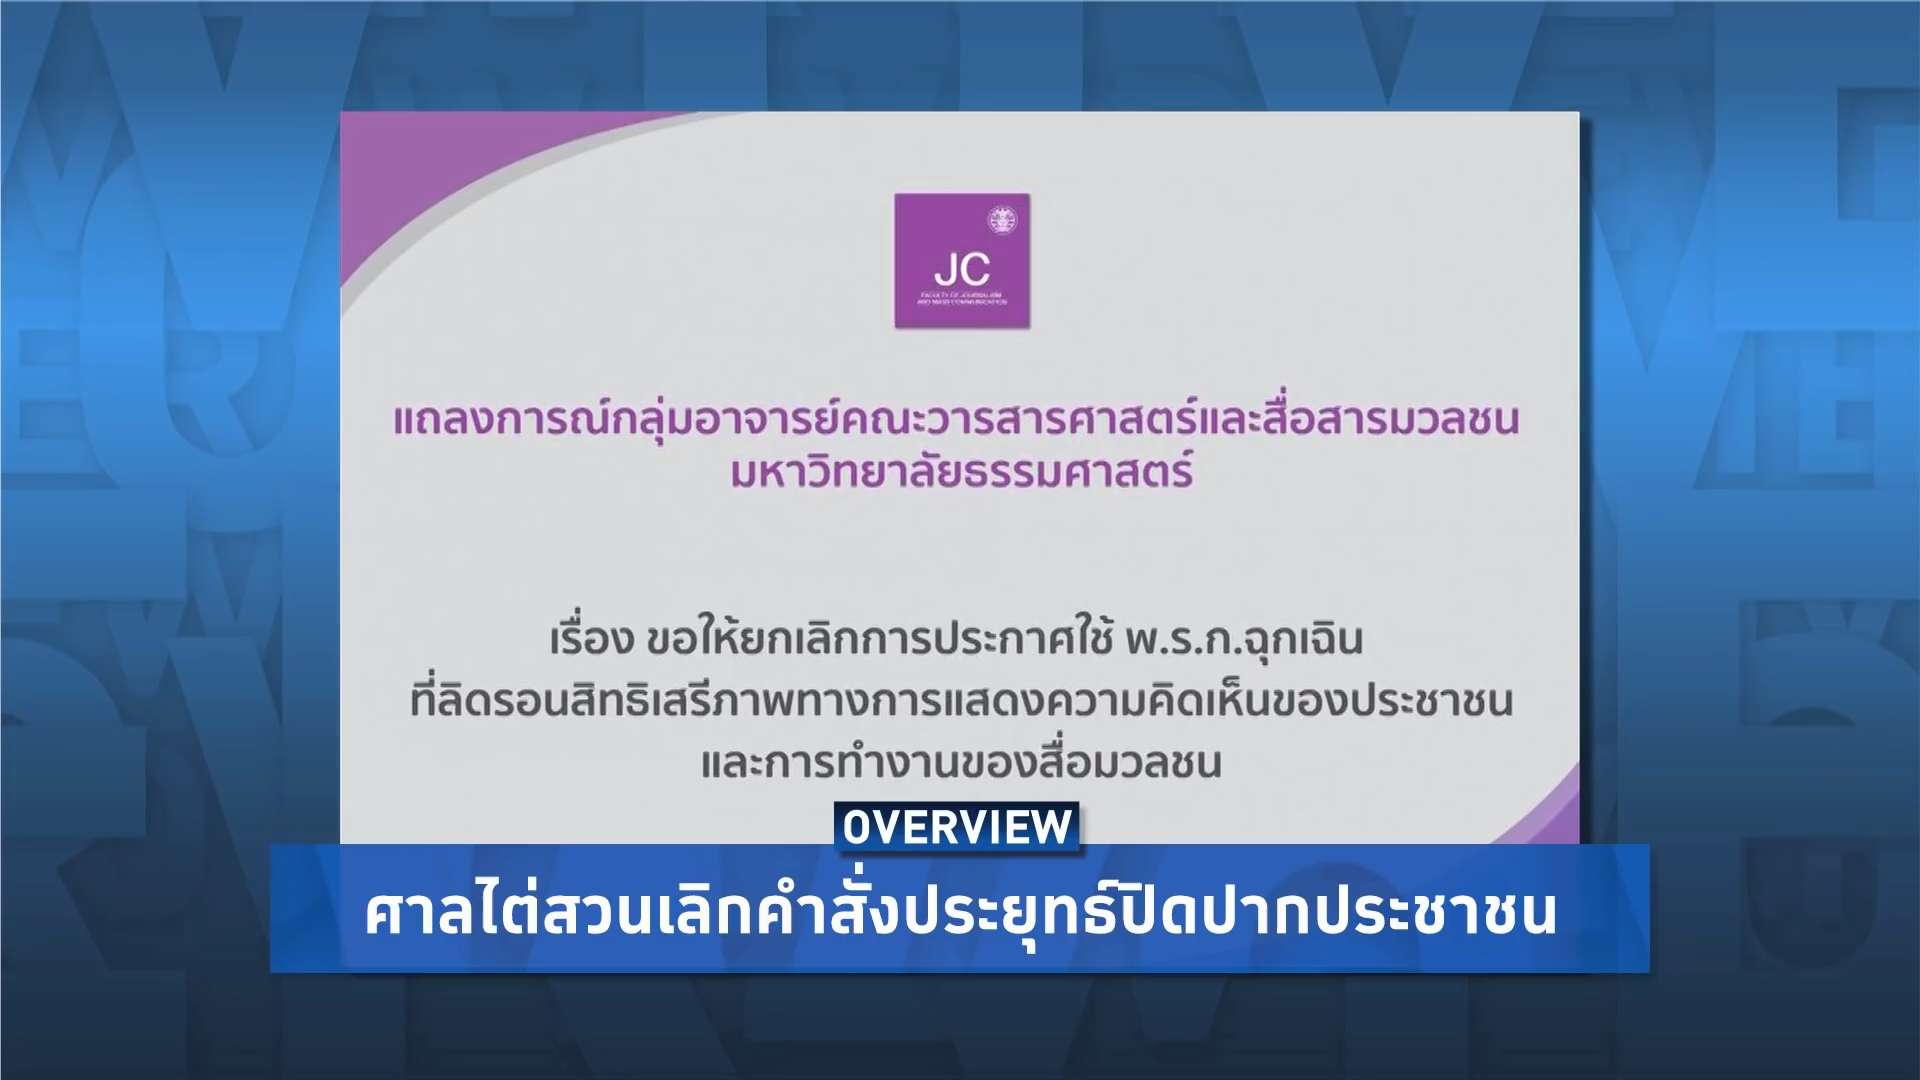 JC
FACULTY OF JOURNALISM
AND MASS COMMUNICATION
แถลงการณ์กลุ่มอาจารย์คณะวารสารศาสตร์และสื่อสารมวลชน
มหาวิทยาลัยธรรมศาสตร์
เรื่อง ขอให้ยกเลิกการประกาศใช้ พ.ร.ก.ฉุกเฉิน
ที่ลิดรอนสิทธิเสรีภาพทางการแสดงความคิดเห็นของประชาชน
และการทำงานของสื่อมวลชน
OVERVIEW
ศาลไต่สวนเลิกคำสั่งประยุทธ์ปิดปากประชาชน